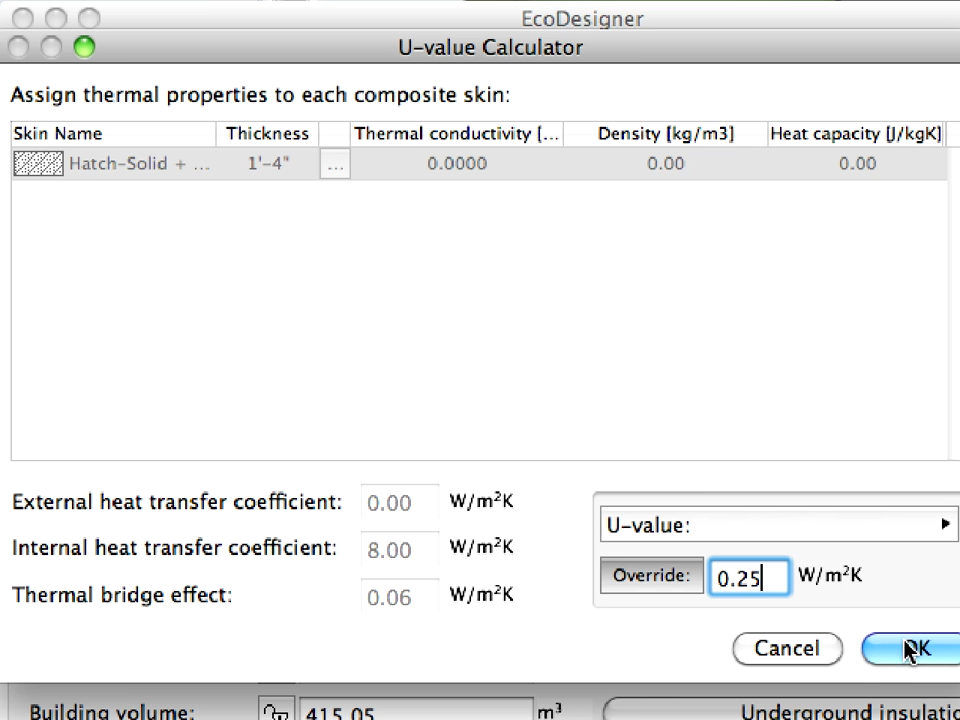 EcoDesigner
U-value Calculator
Assign thermal properties to each composite skin:
Skin Name Thickness Thermal conductivity [... Density [kg/m3] Heat capacity [J/kgK]
Hatch-Solid + ... 1'-4" ... 0.0000 0.00 0.00
External heat transfer coefficient: 0.00 W/m²K
U-value:
Internal heat transfer coefficient: 8.00 W/m²K
Override: 0.25 W/m²K
Thermal bridge effect: 0.06 W/m²K
Cancel OK
Building volume: 415.05 m³ Underground insulatio